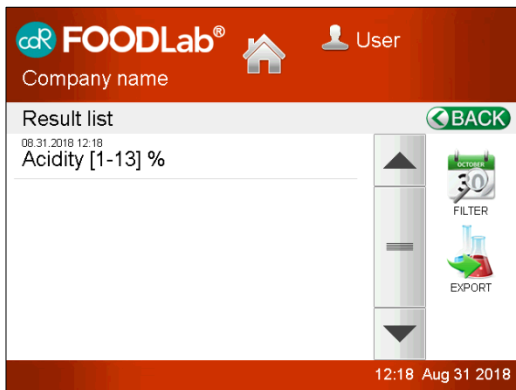 cdR FOODLab®
User
Company name
Result list
BACK
08.31.2018 12:18
Acidity [1-13] %
OCTOBER
30
FILTER
EXPORT
12:18 Aug 31 2018